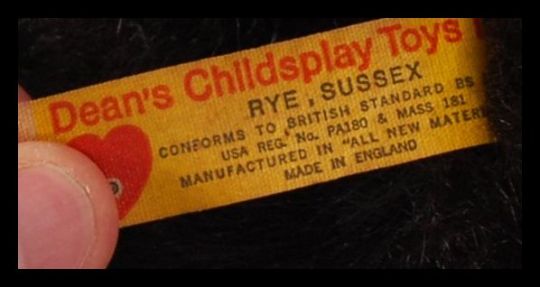 Dean's Childsplay Toys
RYE, SUSSEX
CONFORMS TO BRITISH STANDARD BS
USA REG. No. PA180 & MASS 181
MANUFACTURED IN "ALL NEW MATER
MADE IN ENGLAND